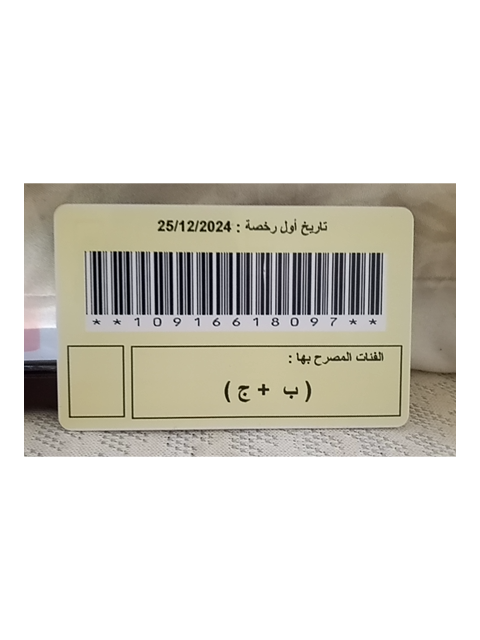 تاريخ أول رخصة : 25/12/2024
**10916618097**
الفئات المصرح بها :
( ب + ج )